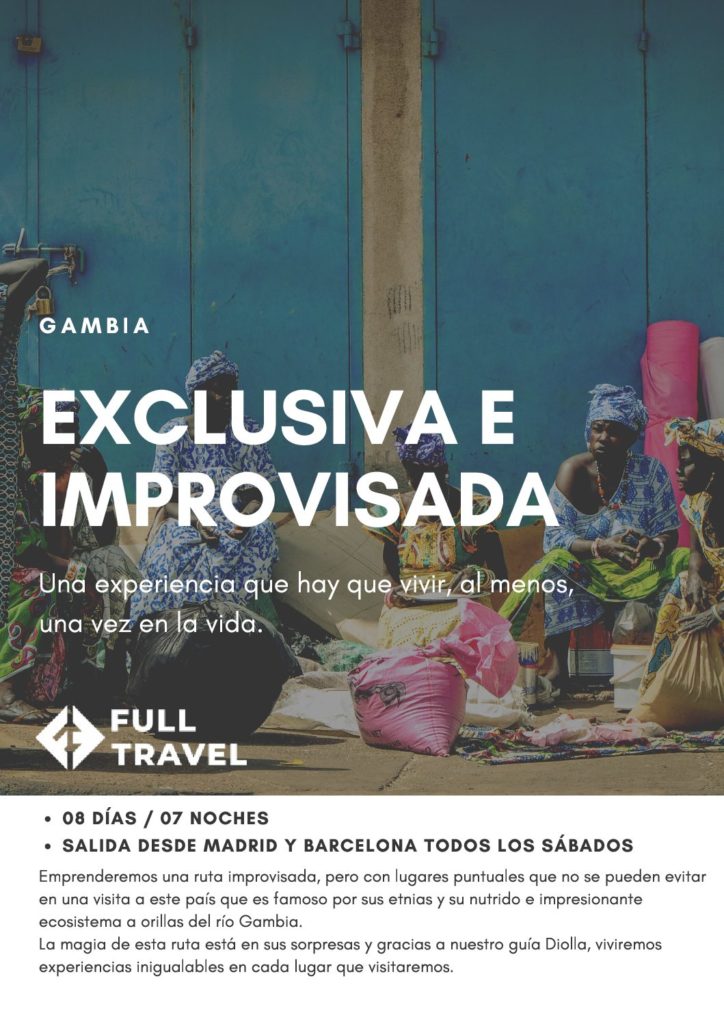 GAMBIA
EXCLUSIVA E
IMPROVISADA
Una experiencia que hay que vivir, al menos,
una vez en la vida.
FULL
TRAVEL
• 08 DÍAS / 07 NOCHES
• SALIDA DESDE MADRID Y BARCELONA TODOS LOS SÁBADOS
Emprenderemos una ruta improvisada, pero con lugares puntuales que no se pueden evitar
en una visita a este país que es famoso por sus etnias y su nutrido e impresionante
ecosistema a orillas del río Gambia.
La magia de esta ruta está en sus sorpresas y gracias a nuestro guía Diolla, viviremos
experiencias inigualables en cada lugar que visitaremos.